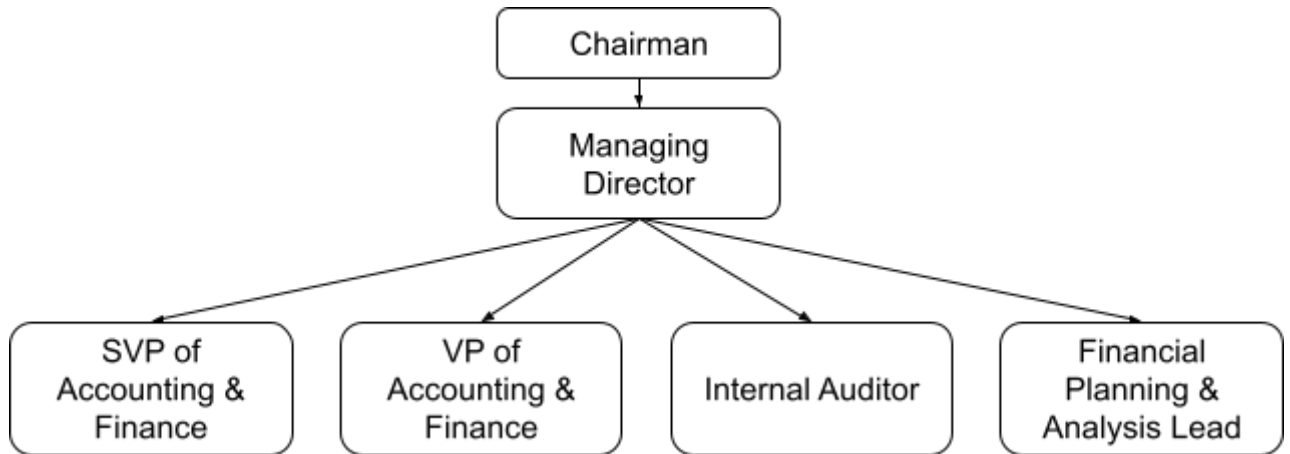 Chairman
Managing
Director
SVP of
Accounting &
Finance
VP of
Accounting &
Finance
Internal Auditor
Financial
Planning &
Analysis Lead